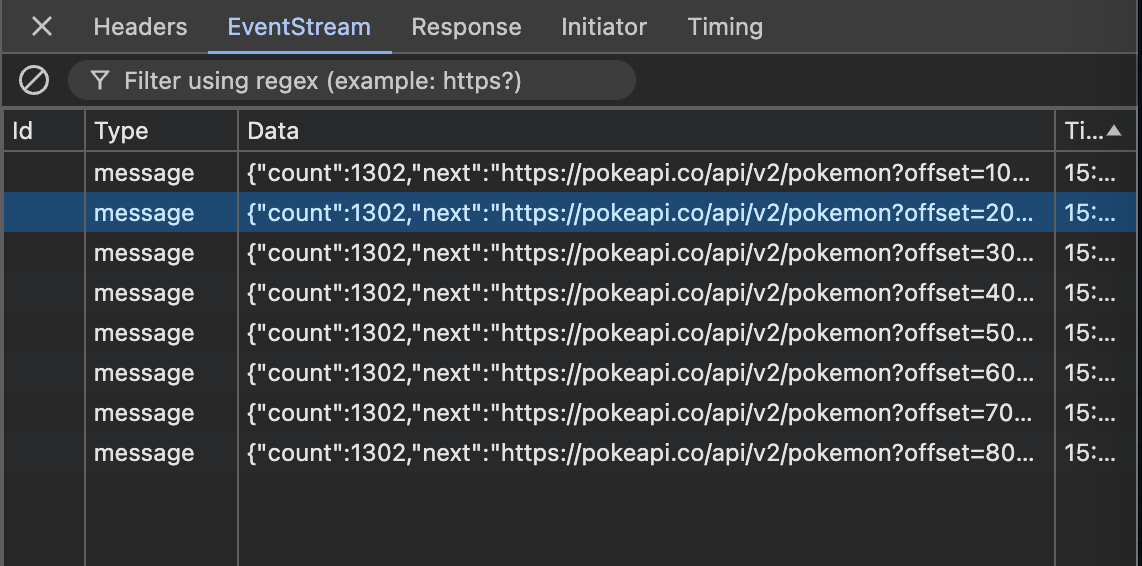 Headers EventStream Response Initiator Timing
Filter using regex (example: https?)
Id Type Data Ti...
message {"count":1302,"next":"https://pokeapi.co/api/v2/pokemon?offset=10... 15:...
message {"count":1302,"next":"https://pokeapi.co/api/v2/pokemon?offset=20... 15:...
message {"count":1302,"next":"https://pokeapi.co/api/v2/pokemon?offset=30... 15:...
message {"count":1302,"next":"https://pokeapi.co/api/v2/pokemon?offset=40... 15:...
message {"count":1302,"next":"https://pokeapi.co/api/v2/pokemon?offset=50... 15:...
message {"count":1302,"next":"https://pokeapi.co/api/v2/pokemon?offset=60... 15:...
message {"count":1302,"next":"https://pokeapi.co/api/v2/pokemon?offset=70... 15:...
message {"count":1302,"next":"https://pokeapi.co/api/v2/pokemon?offset=80... 15:...